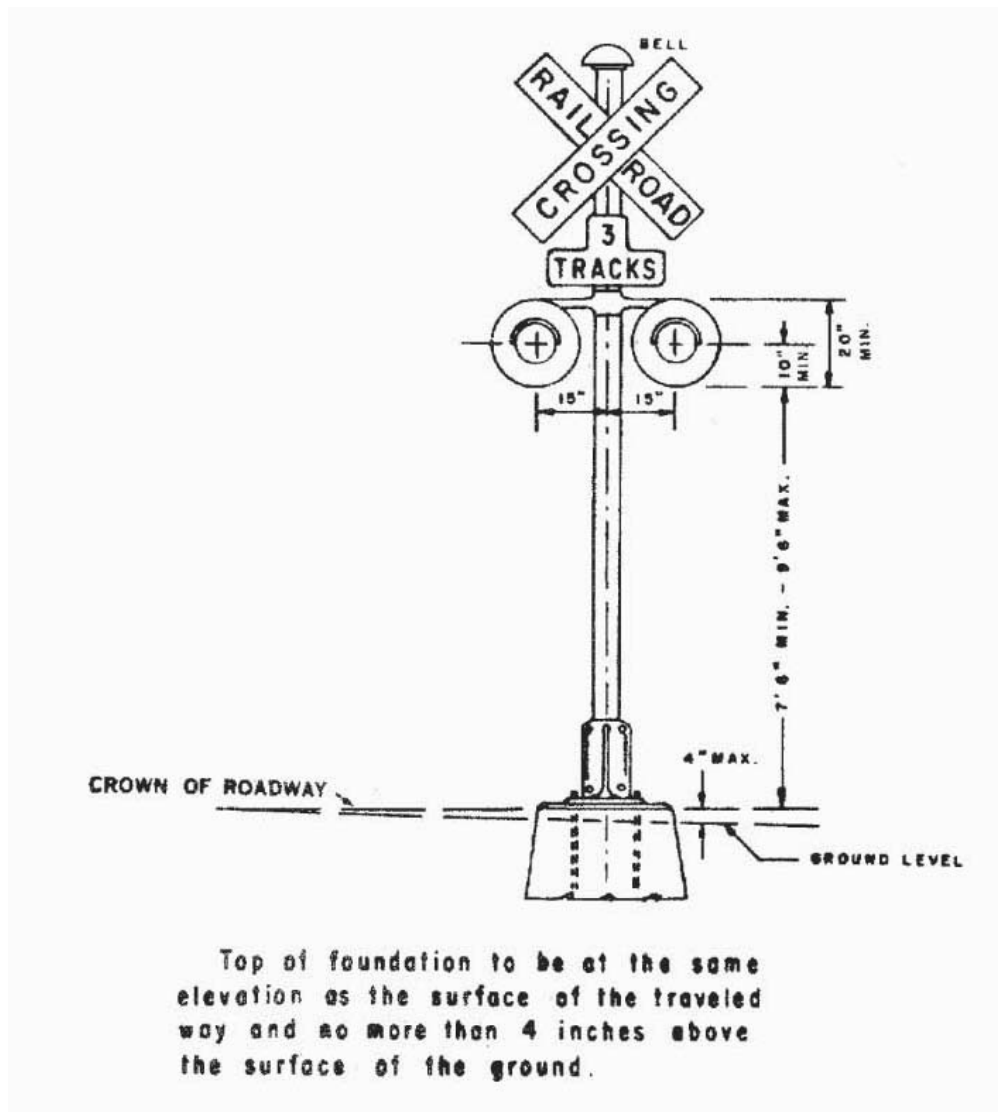 BELL
RAIL
ROAD
CROSSING
3
TRACKS
20" MIN.
10" MIN
15"
15"
7'6" MIN. - 9'6" MAX.
4" MAX.
CROWN OF ROADWAY
GROUND LEVEL
Top of foundation to be at the same
elevation as the surface of the traveled
way and no more than 4 inches above
the surface of the ground.